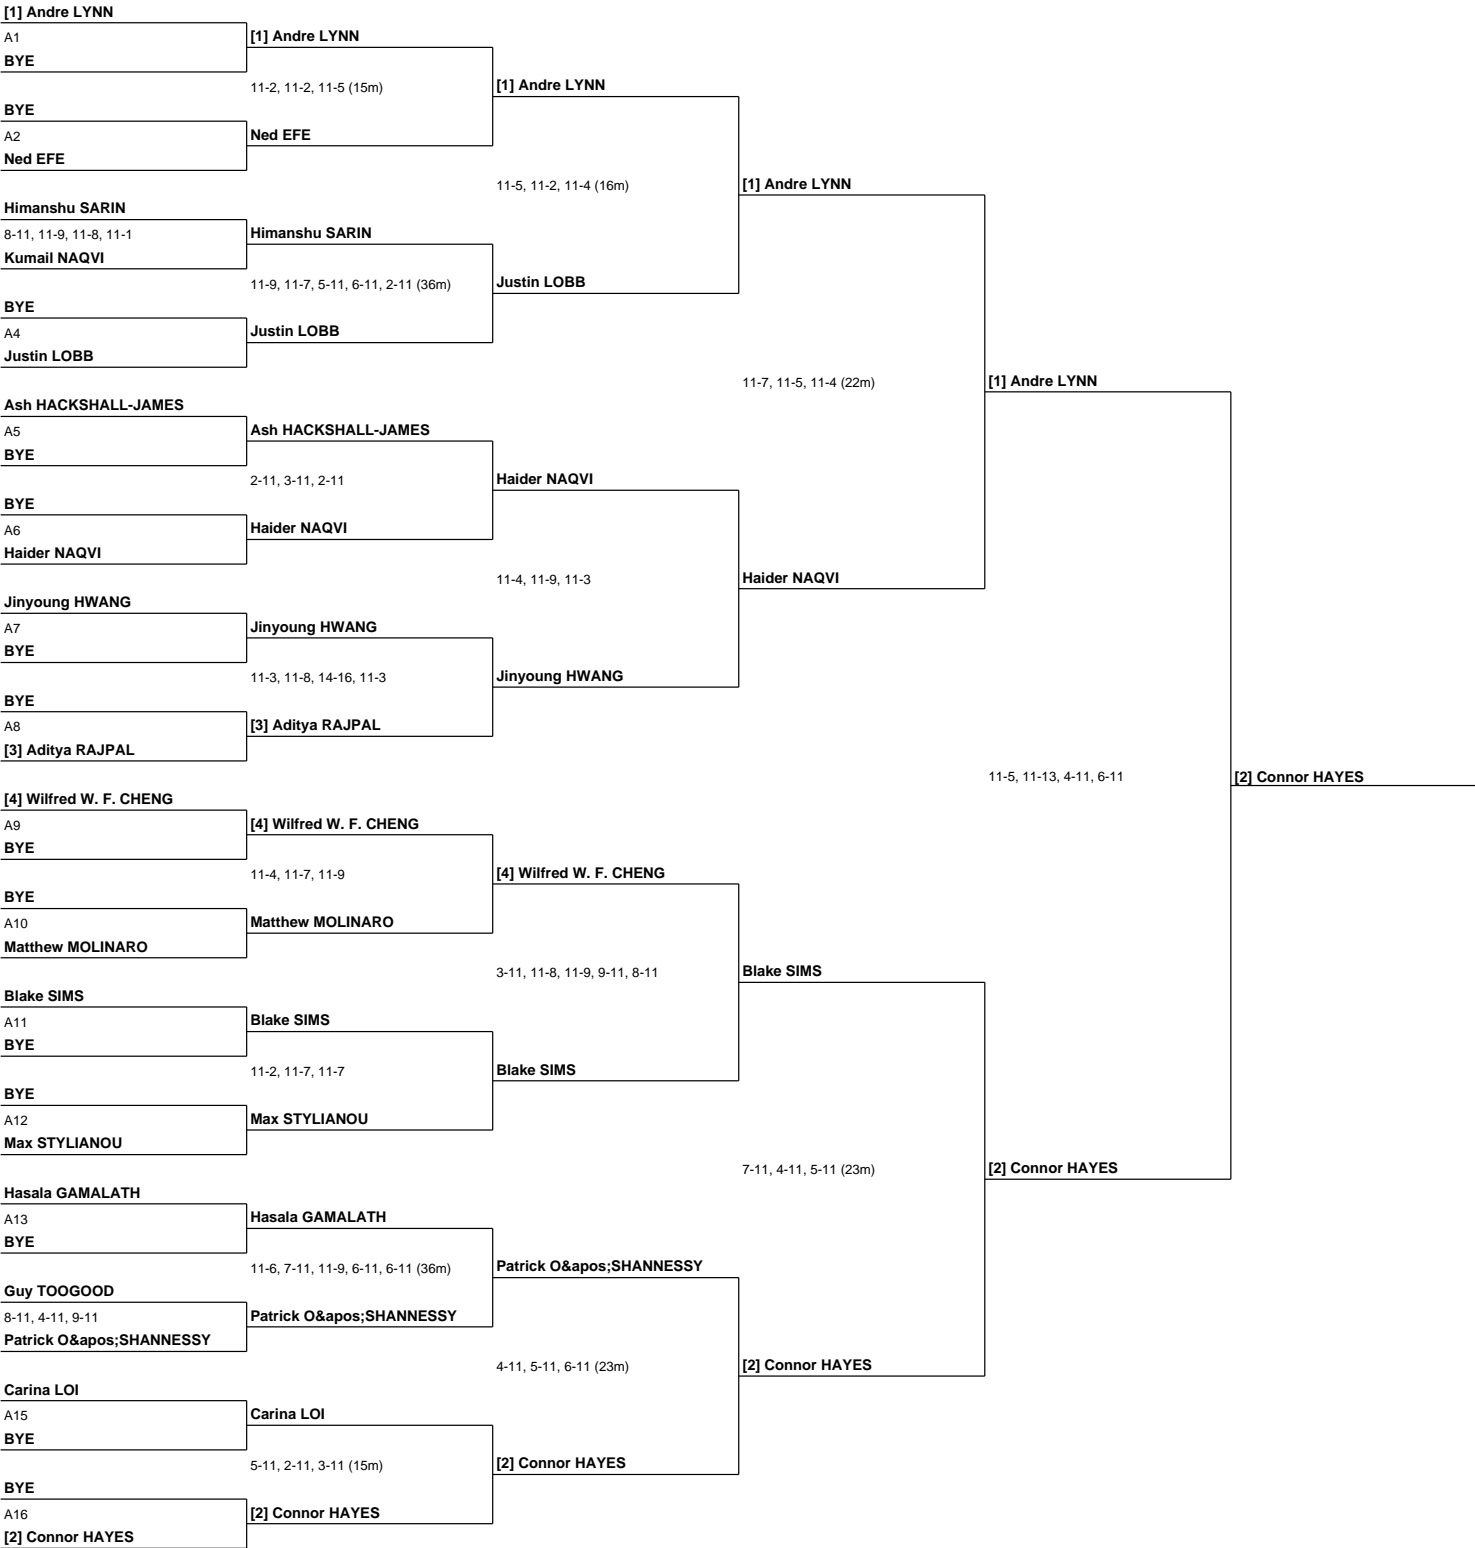 [1] Andre LYNN
A1
BYE
BYE
A2
Ned EFE
Himanshu SARIN
8-11, 11-9, 11-8, 11-1
Kumail NAQVI
BYE
A4
Justin LOBB
Ash HACKSHALL-JAMES
A5
BYE
BYE
A6
Haider NAQVI
Jinyoung HWANG
A7
BYE
BYE
A8
[3] Aditya RAJPAL
[4] Wilfred W. F. CHENG
A9
BYE
BYE
A10
Matthew MOLINARO
Blake SIMS
A11
BYE
BYE
A12
Max STYLIANOU
Hasala GAMALATH
A13
BYE
Guy TOOGOOD
8-11, 4-11, 9-11
Patrick O&apos;SHANNESSY
Carina LOI
A15
BYE
BYE
A16
[2] Connor HAYES
[1] Andre LYNN
11-2, 11-2, 11-5 (15m)
Ned EFE
Himanshu SARIN
11-9, 11-7, 5-11, 6-11, 2-11 (36m)
Justin LOBB
Ash HACKSHALL-JAMES
2-11, 3-11, 2-11
Haider NAQVI
Jinyoung HWANG
11-3, 11-8, 14-16, 11-3
[3] Aditya RAJPAL
[4] Wilfred W. F. CHENG
11-4, 11-7, 11-9
Matthew MOLINARO
Blake SIMS
11-2, 11-7, 11-7
Max STYLIANOU
Hasala GAMALATH
11-6, 7-11, 11-9, 6-11, 6-11 (36m)
Patrick O&apos;SHANNESSY
Carina LOI
5-11, 2-11, 3-11 (15m)
[2] Connor HAYES
[1] Andre LYNN
11-5, 11-2, 11-4 (16m)
Justin LOBB
Haider NAQVI
11-4, 11-9, 11-3
Jinyoung HWANG
[4] Wilfred W. F. CHENG
3-11, 11-8, 11-9, 9-11, 8-11
Blake SIMS
Patrick O&apos;SHANNESSY
4-11, 5-11, 6-11 (23m)
[2] Connor HAYES
[1] Andre LYNN
11-7, 11-5, 11-4 (22m)
Haider NAQVI
Blake SIMS
7-11, 4-11, 5-11 (23m)
[2] Connor HAYES
[1] Andre LYNN
11-5, 11-13, 4-11, 6-11
[2] Connor HAYES
[2] Connor HAYES